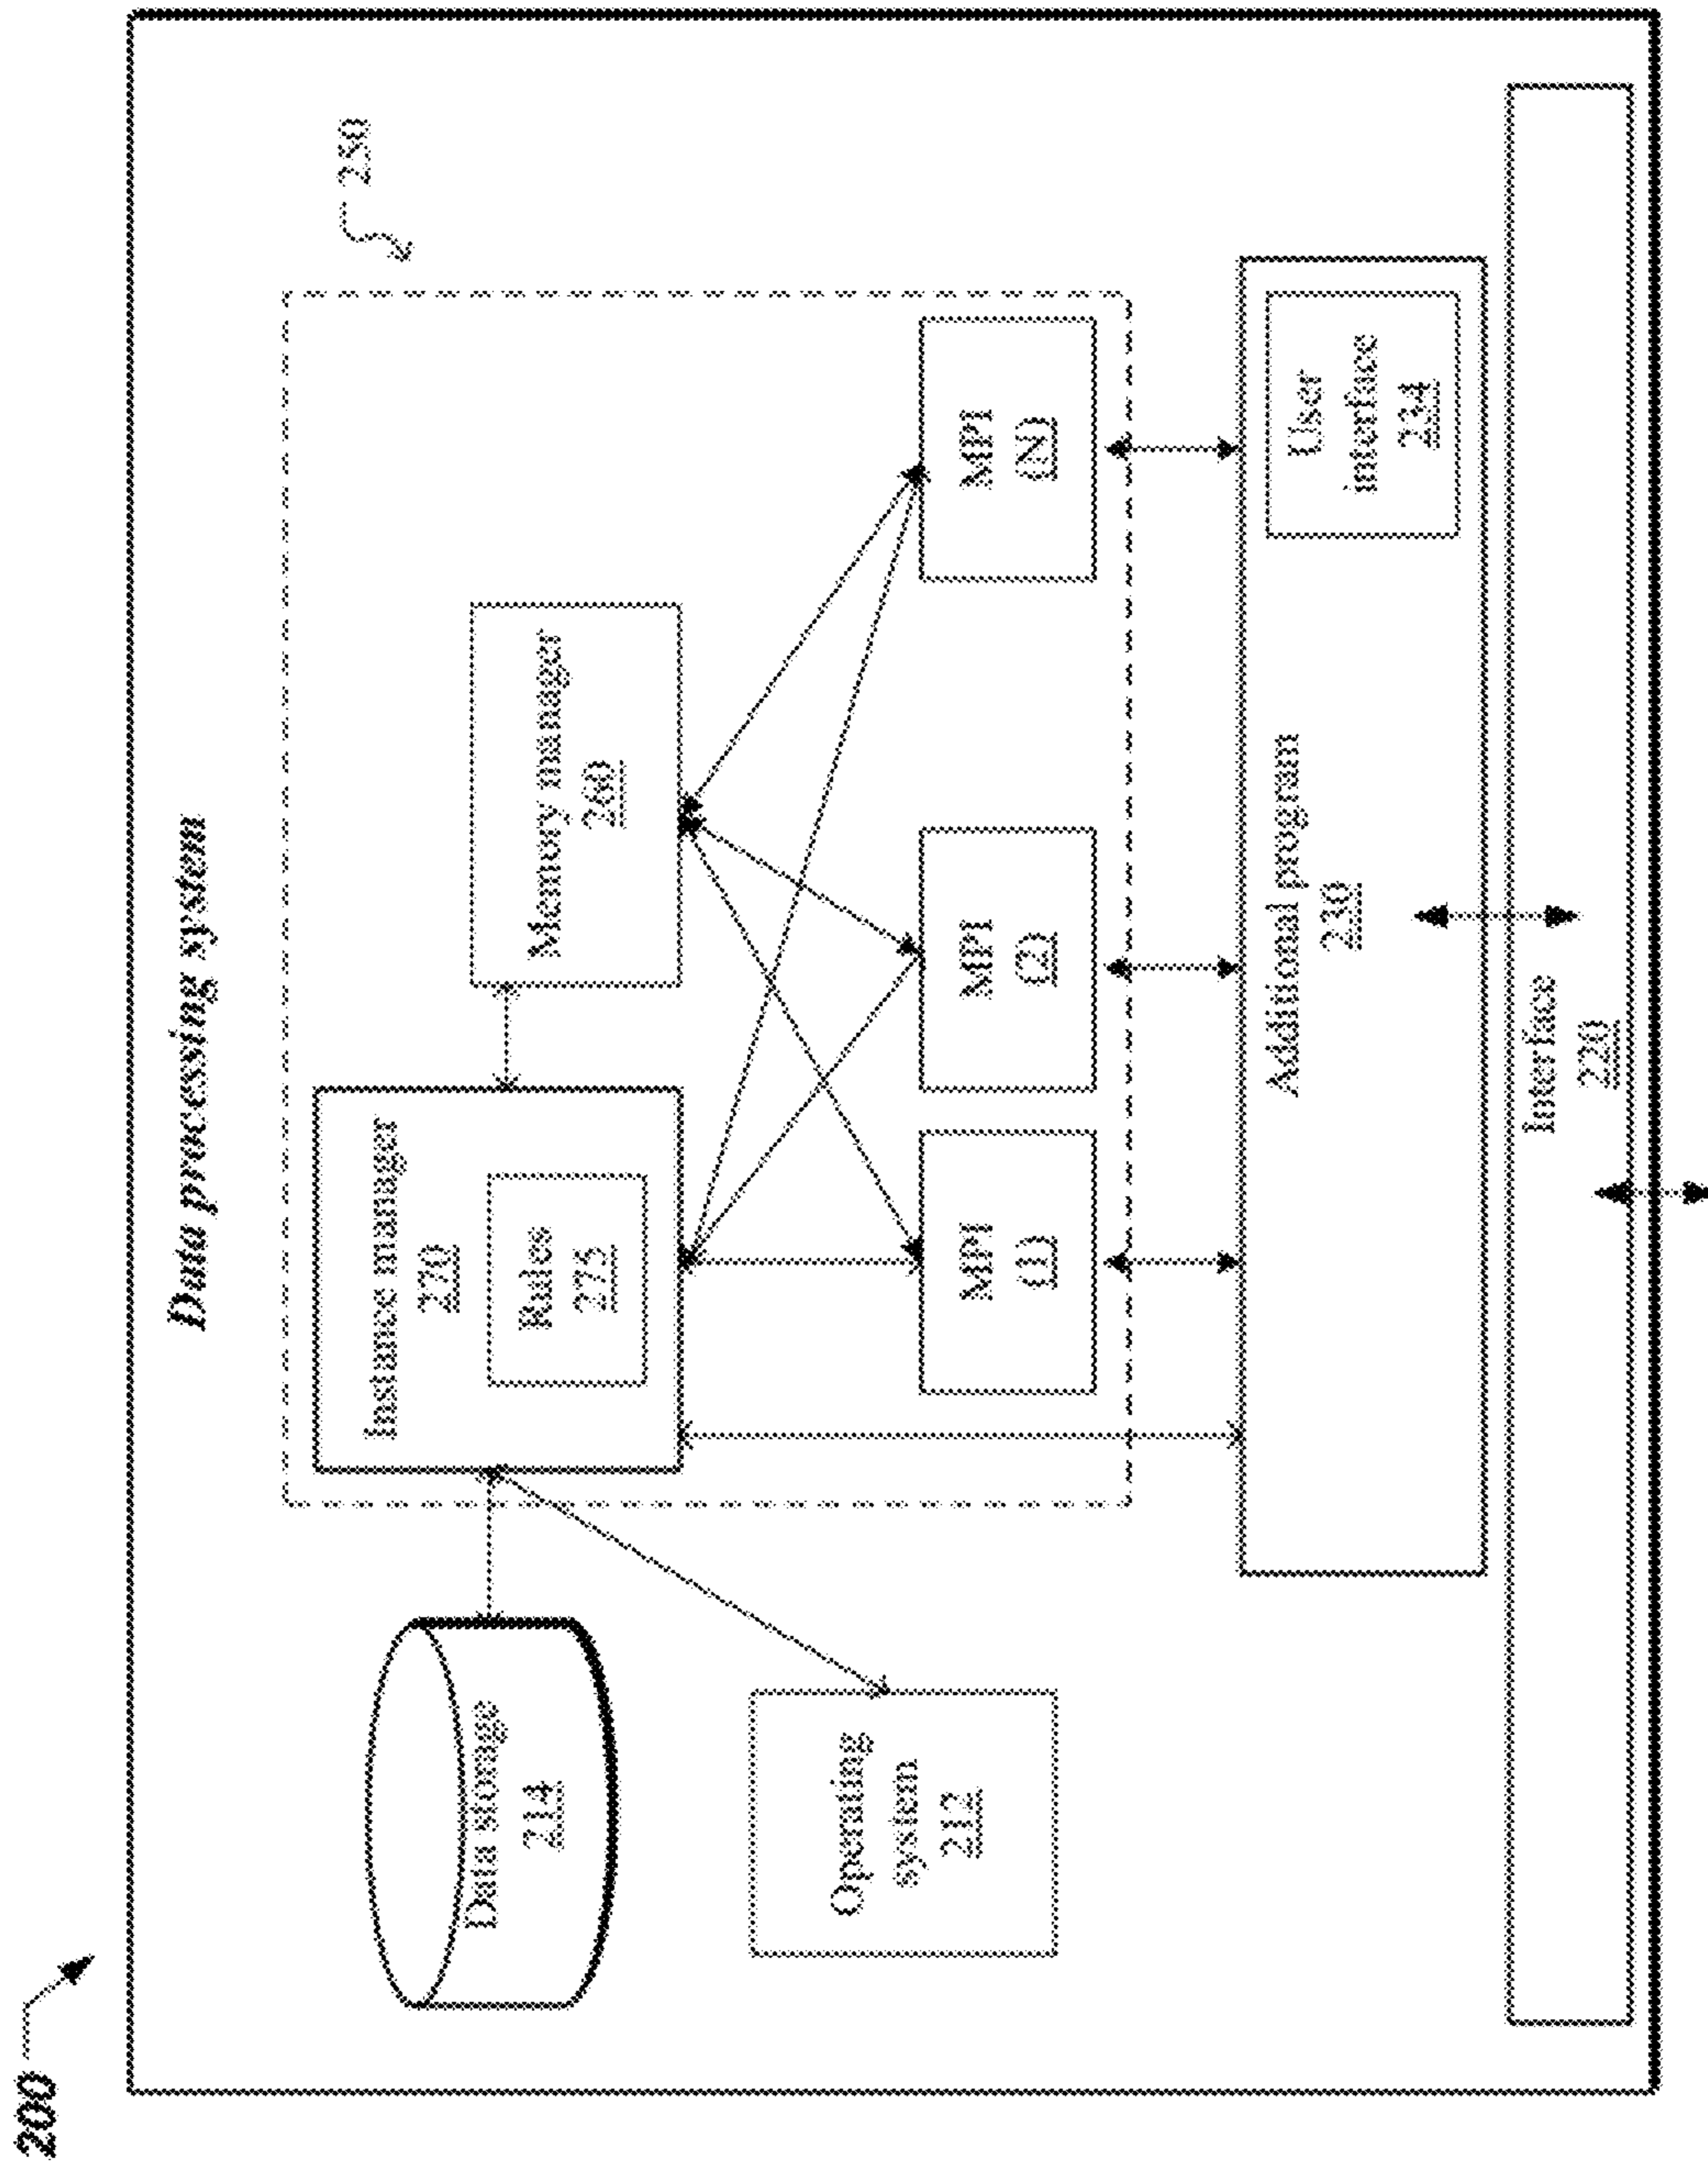 200
Data processing system
250
Data storage
214
Instance manager
270
Rules
275
Memory manager
260
Operating
system
212
MPI
(1)
MPI
(2)
MPI
(N)
Additional program
230
User
interface
234
Interface
220